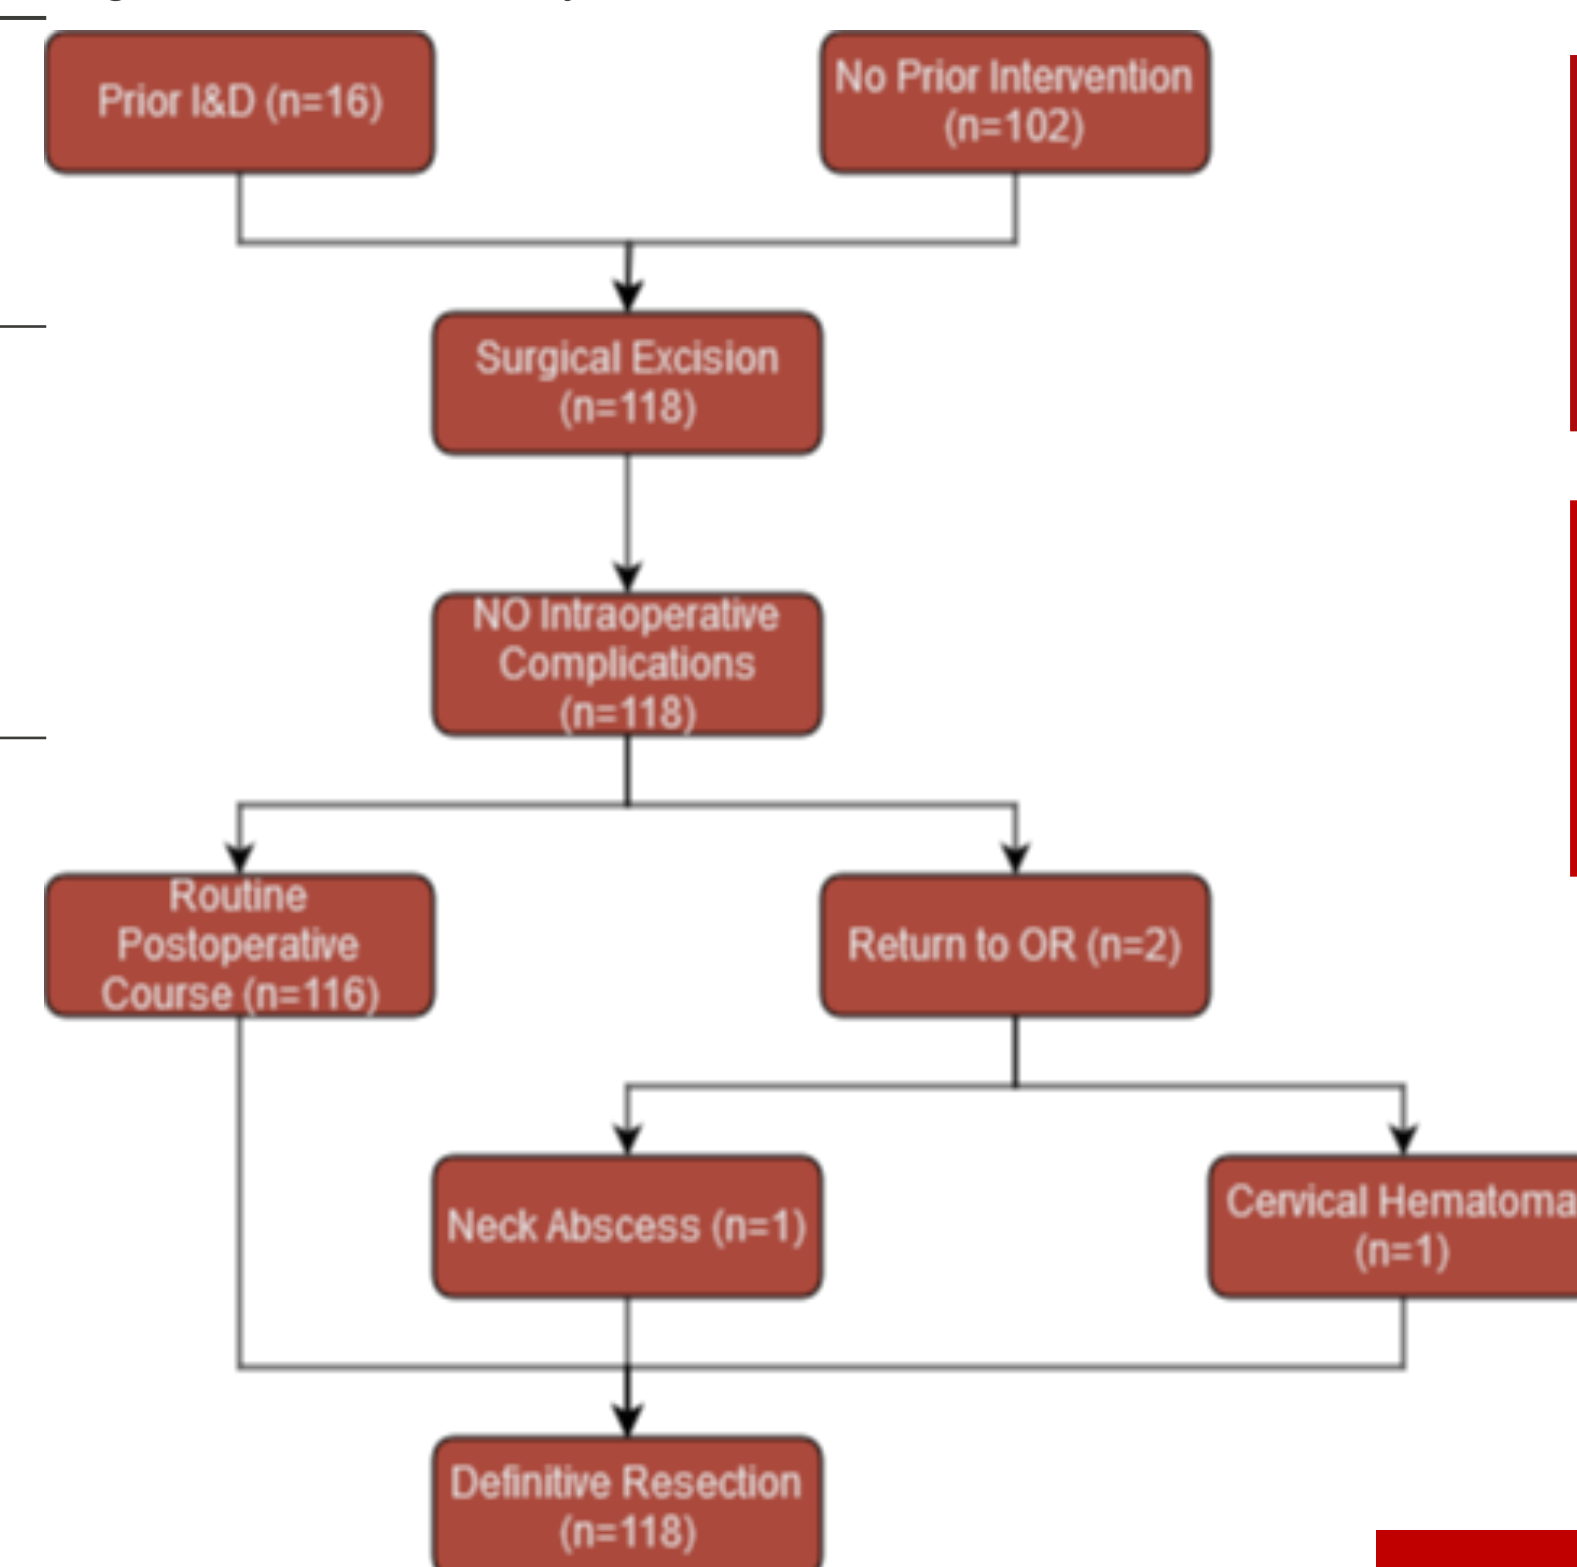 Prior I&D (n=16)
No Prior Intervention
(n=102)
Surgical Excision
(n=118)
NO Intraoperative
Complications
(n=118)
Routine
Postoperative
Course (n=116)
Return to OR (n=2)
Neck Abscess (n=1)
Cervical Hematoma
(n=1)
Definitive Resection
(n=118)